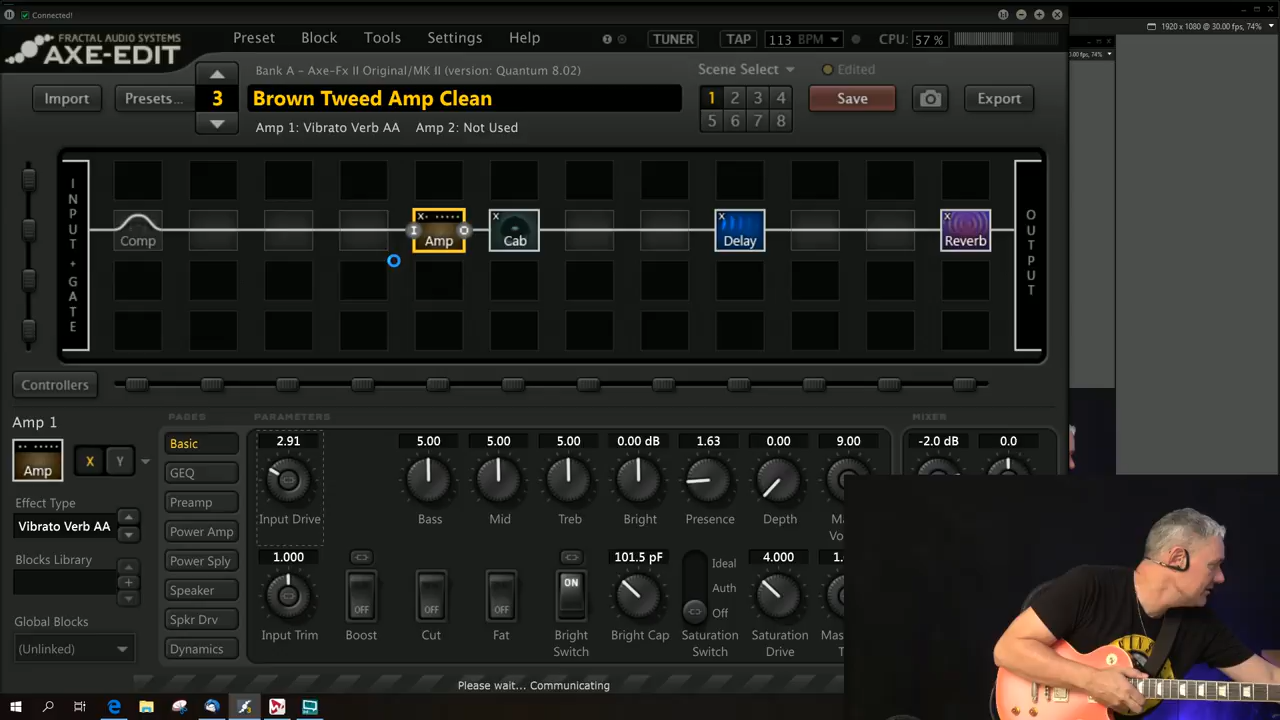 Connected!
1920 x 1080 @ 30.00 fps, 74%
FRACTAL AUDIO SYSTEMS
AXE-EDIT
Preset Block Tools Settings Help
TUNER TAP 113 BPM CPU: 57 %
Bank A - Axe-Fx II Original/MK II (version: Quantum 8.02)
Scene Select Edited
Import Presets... 3 Brown Tweed Amp Clean 1 2 3 4 Save Export
Amp 1: Vibrato Verb AA Amp 2: Not Used 5 6 7 8
INPUT + GATE
Comp Amp Cab Delay Reverb
OUTPUT
Controllers
Amp 1
Amp
X Y
Effect Type
Vibrato Verb AA
Blocks Library
Global Blocks
(Unlinked)
PAGES
Basic
GEQ
Preamp
Power Amp
Power Sply
Speaker
Spkr Drv
Dynamics
PARAMETERS
2.91 5.00 5.00 5.00 0.00 dB 1.63 0.00 9.00
Input Drive Bass Mid Treb Bright Presence Depth
1.000 101.5 pF 4.000
OFF OFF OFF ON Ideal Auto Off
Input Trim Boost Cut Fat Bright Switch Bright Cap Saturation Switch Saturation Drive
MIXER
-2.0 dB 0.0
Please wait... Communicating